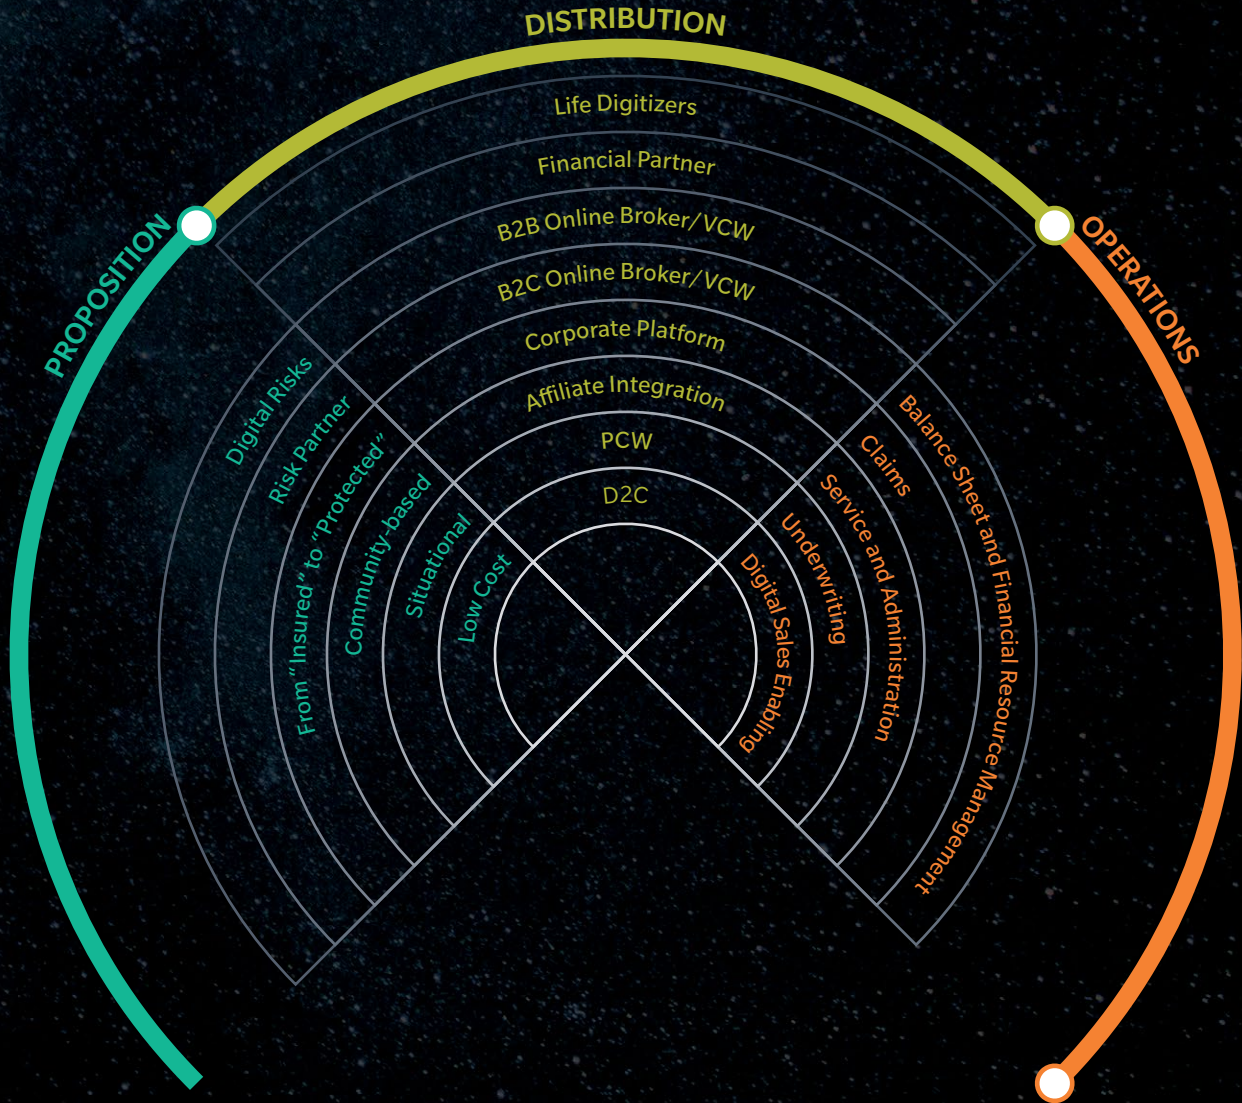 DISTRIBUTION
Life Digitizers
Financial Partner
B2B Online Broker/VCW
B2C Online Broker/VCW
Corporate Platform
Affiliate Integration
PCW
D2C
PROPOSITION
Digital Risks
Risk Partner
From “Insured” to “Protected”
Community-based
Situational
Low Cost
OPERATIONS
Balance Sheet and Financial Resource Management
Claims
Service and Administration
Underwriting
Digital Sales Enabling